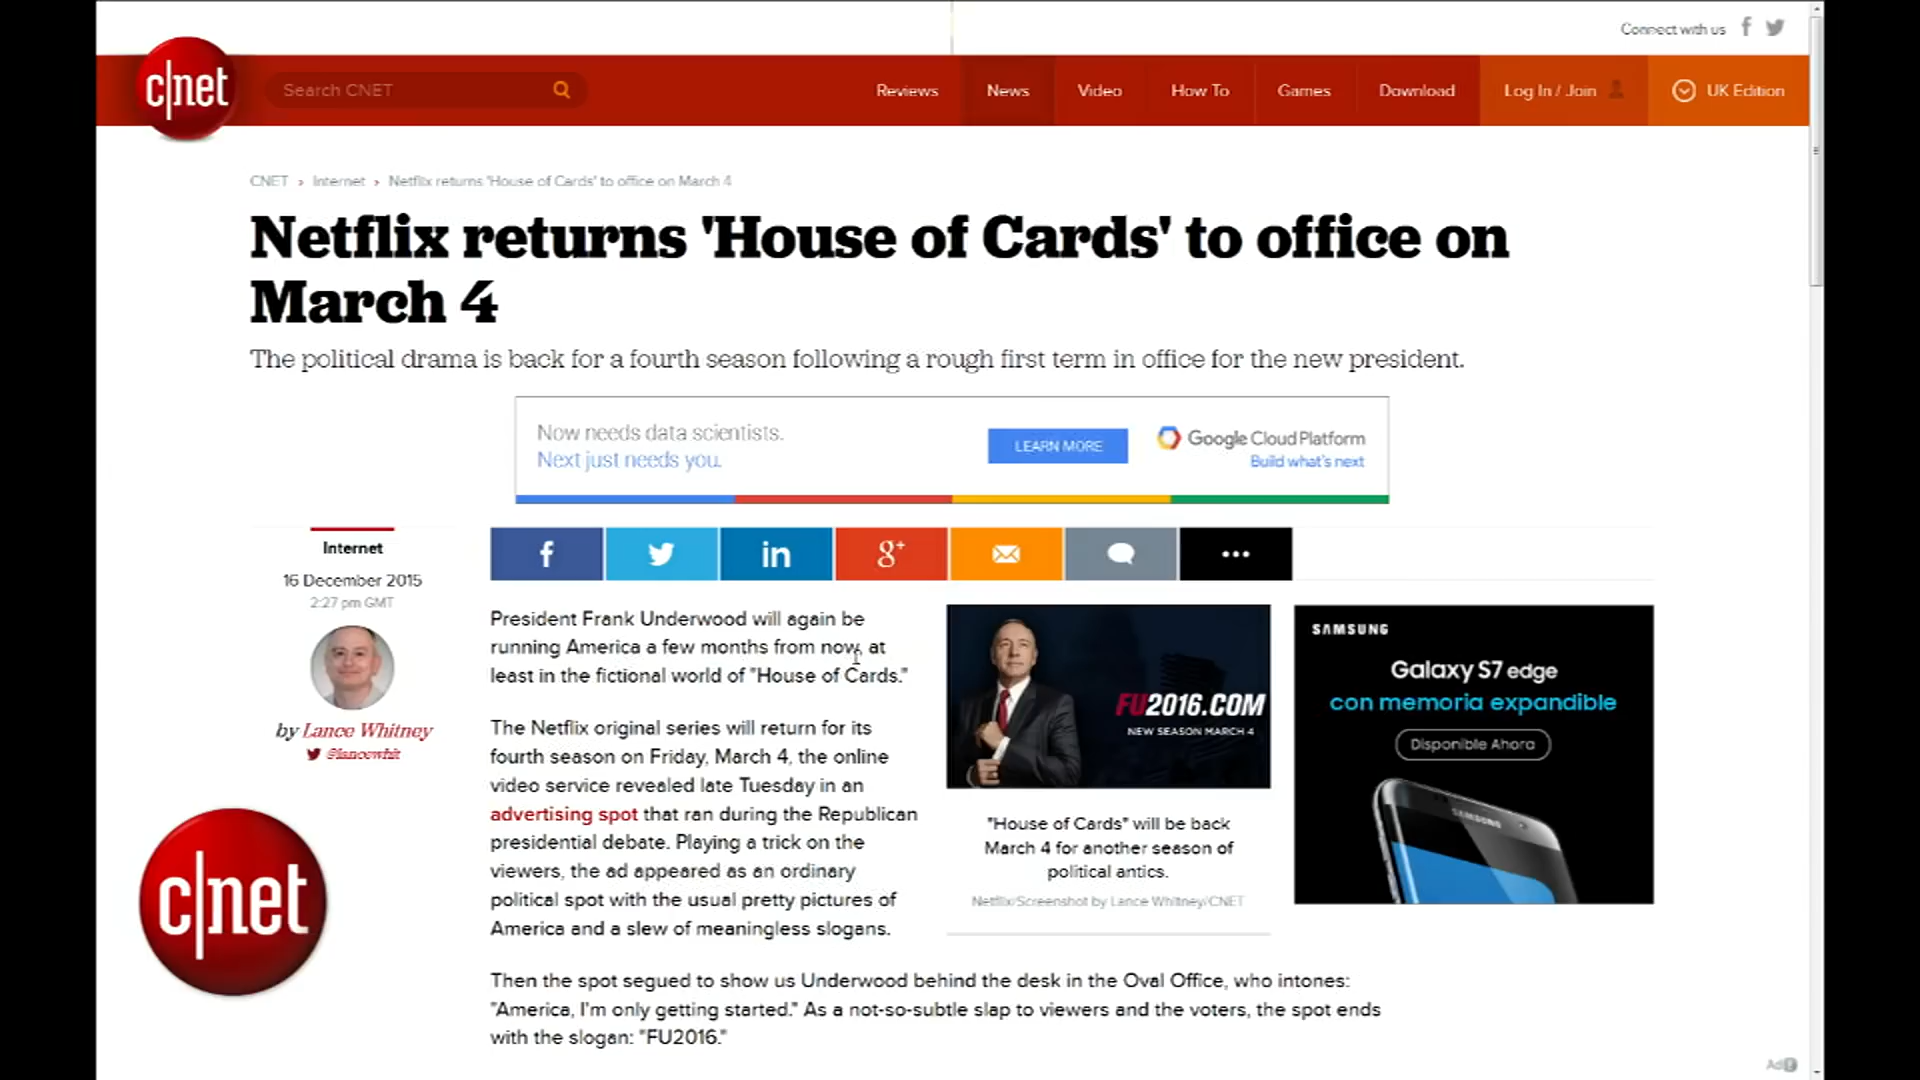 Connect with us
c|net
Search CNET
Reviews
News
Video
How To
Games
Download
Log In / Join
UK Edition
CNET › Internet › Netflix returns 'House of Cards' to office on March 4
Netflix returns 'House of Cards' to office on
March 4
The political drama is back for a fourth season following a rough first term in office for the new president.
Now needs data scientists.
Next just needs you.
LEARN MORE
Google Cloud Platform
Build what's next
Internet
16 December 2015
2:27 pm GMT
by Lance Whitney
@lancewhit
f
in
g+
President Frank Underwood will again be
running America a few months from now, at
least in the fictional world of "House of Cards."
The Netflix original series will return for its
fourth season on Friday, March 4, the online
video service revealed late Tuesday in an
advertising spot that ran during the Republican
presidential debate. Playing a trick on the
viewers, the ad appeared as an ordinary
political spot with the usual pretty pictures of
America and a slew of meaningless slogans.
FU2016.COM
NEW SEASON MARCH 4
"House of Cards" will be back
March 4 for another season of
political antics.
Netflix/Screenshot by Lance Whitney/CNET
SAMSUNG
Galaxy S7 edge
con memoria expandible
Disponible Ahora
SAMSUNG
c|net
Then the spot segued to show us Underwood behind the desk in the Oval Office, who intones:
"America, I'm only getting started." As a not-so-subtle slap to viewers and the voters, the spot ends
with the slogan: "FU2016."
Ad